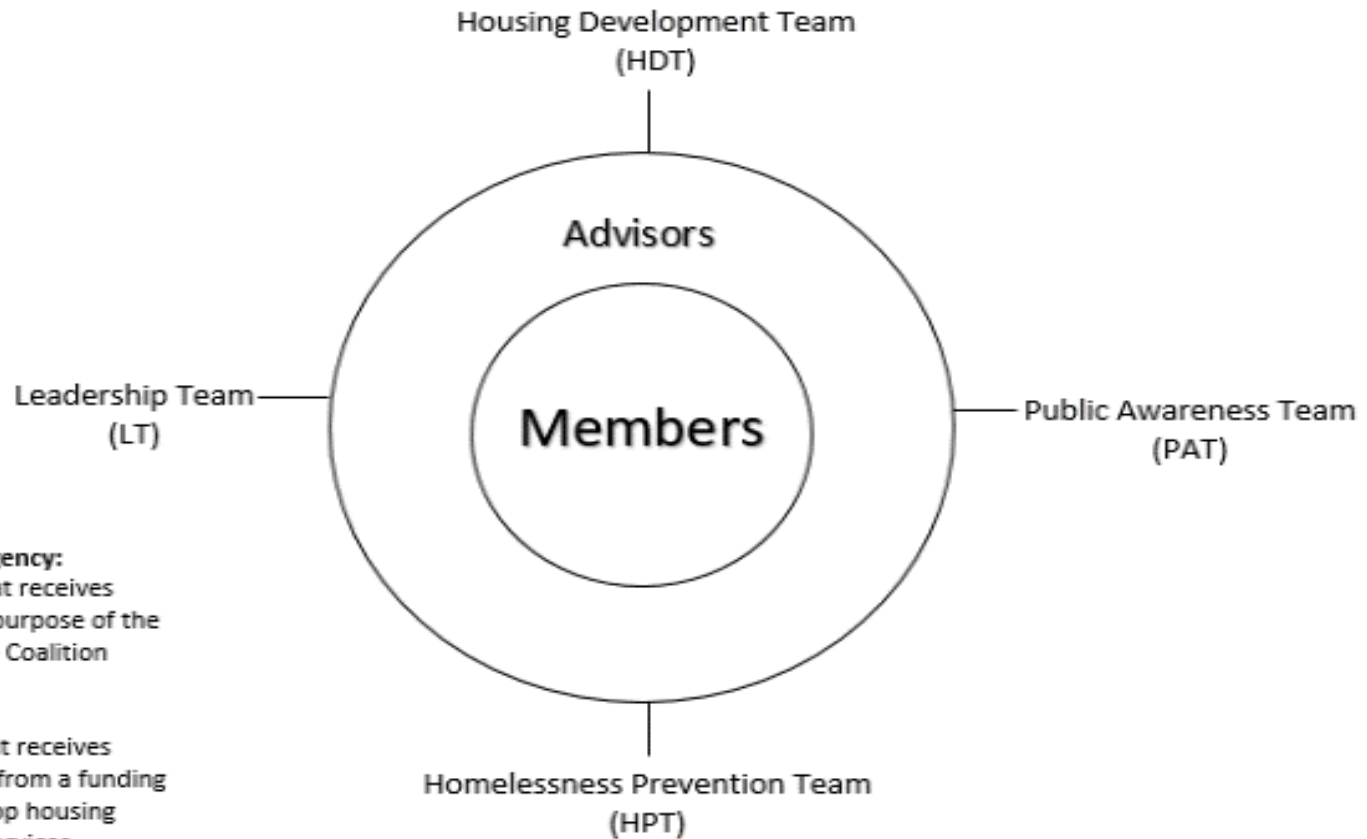 Housing Development Team
(HDT)
Advisors
Members
Leadership Team
(LT)
Public Awareness Team
(PAT)
receives
purpose of the
Coalition
receives
from a funding
housing
Homelessness Prevention Team
(HPT)